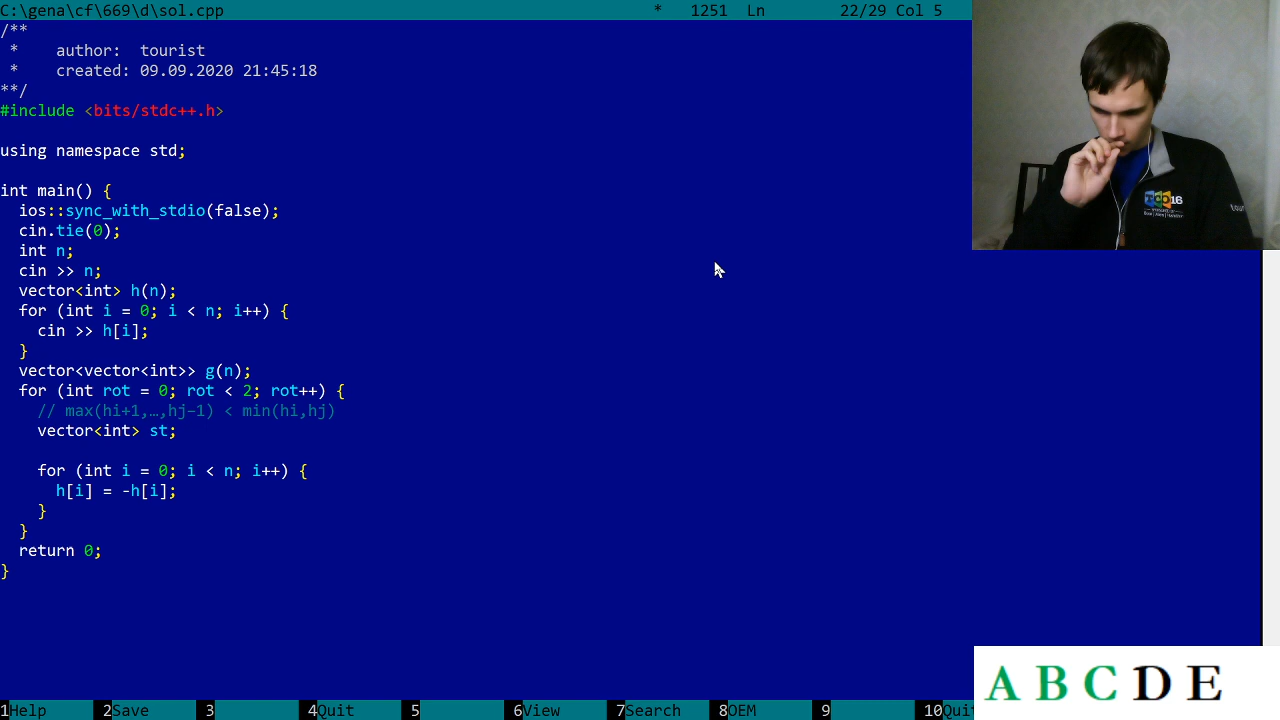 C:\gena\cf\669\d\sol.cpp * 1251 Ln 22/29 Col 5
/**
 *    author:  tourist
 *    created: 09.09.2020 21:45:18
**/
#include <bits/stdc++.h>
using namespace std;
int main() {
  ios::sync_with_stdio(false);
  cin.tie(0);
  int n;
  cin >> n;
  vector<int> h(n);
  for (int i = 0; i < n; i++) {
    cin >> h[i];
  }
  vector<vector<int>> g(n);
  for (int rot = 0; rot < 2; rot++) {
    // max(hi+1,…,hj−1) < min(hi,hj)
    vector<int> st;
    for (int i = 0; i < n; i++) {
      h[i] = -h[i];
    }
  }
  return 0;
}
TCO18
A B C D E
1Help 2Save 3 4Quit 5 6View 7Search 8OEM 9 10Quit